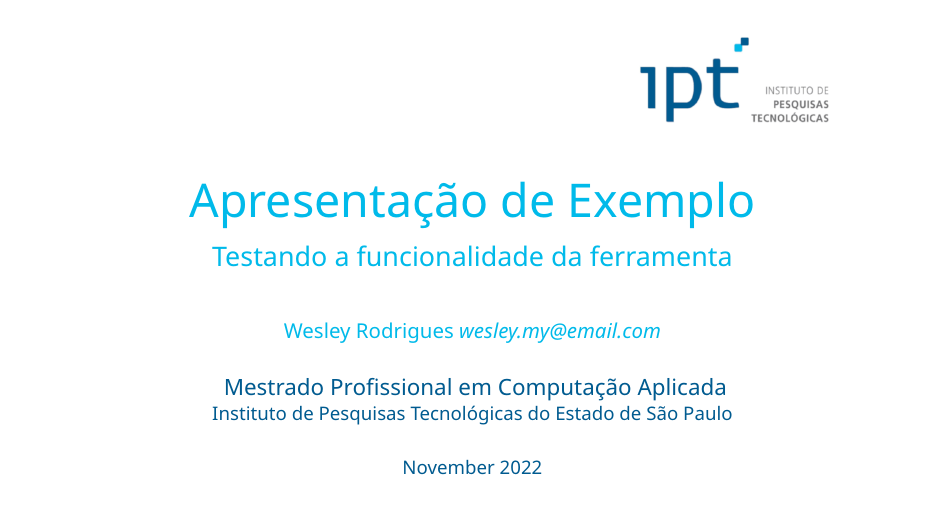 ipt
INSTITUTO DE
PESQUISAS
TECNOLÓGICAS
Apresentação de Exemplo
Testando a funcionalidade da ferramenta
Wesley Rodrigues wesley.my@email.com
Mestrado Profissional em Computação Aplicada
Instituto de Pesquisas Tecnológicas do Estado de São Paulo
November 2022